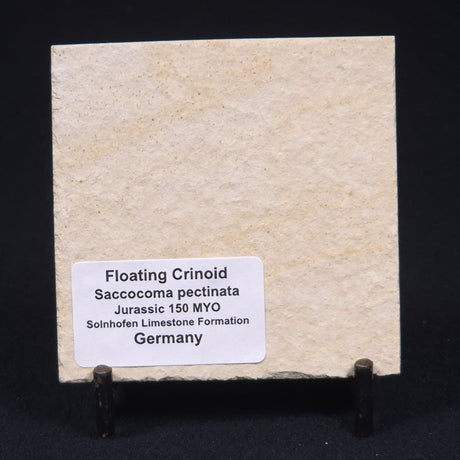 Floating Crinoid
Saccocoma pectinata
Jurassic 150 MYO
Solnhofen Limestone Formation
Germany